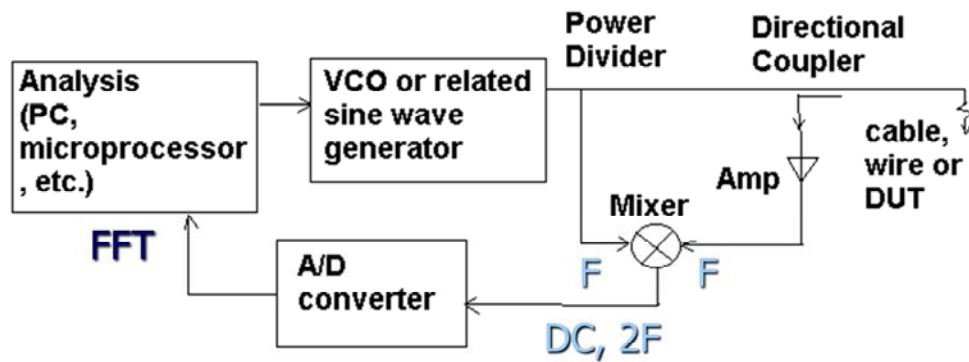 Power
Divider
Directional
Coupler
Analysis
(PC,
microprocessor
, etc.)
VCO or related
sine wave
generator
cable,
wire or
DUT
Amp
Mixer
FFT
A/D
converter
F
F
DC, 2F